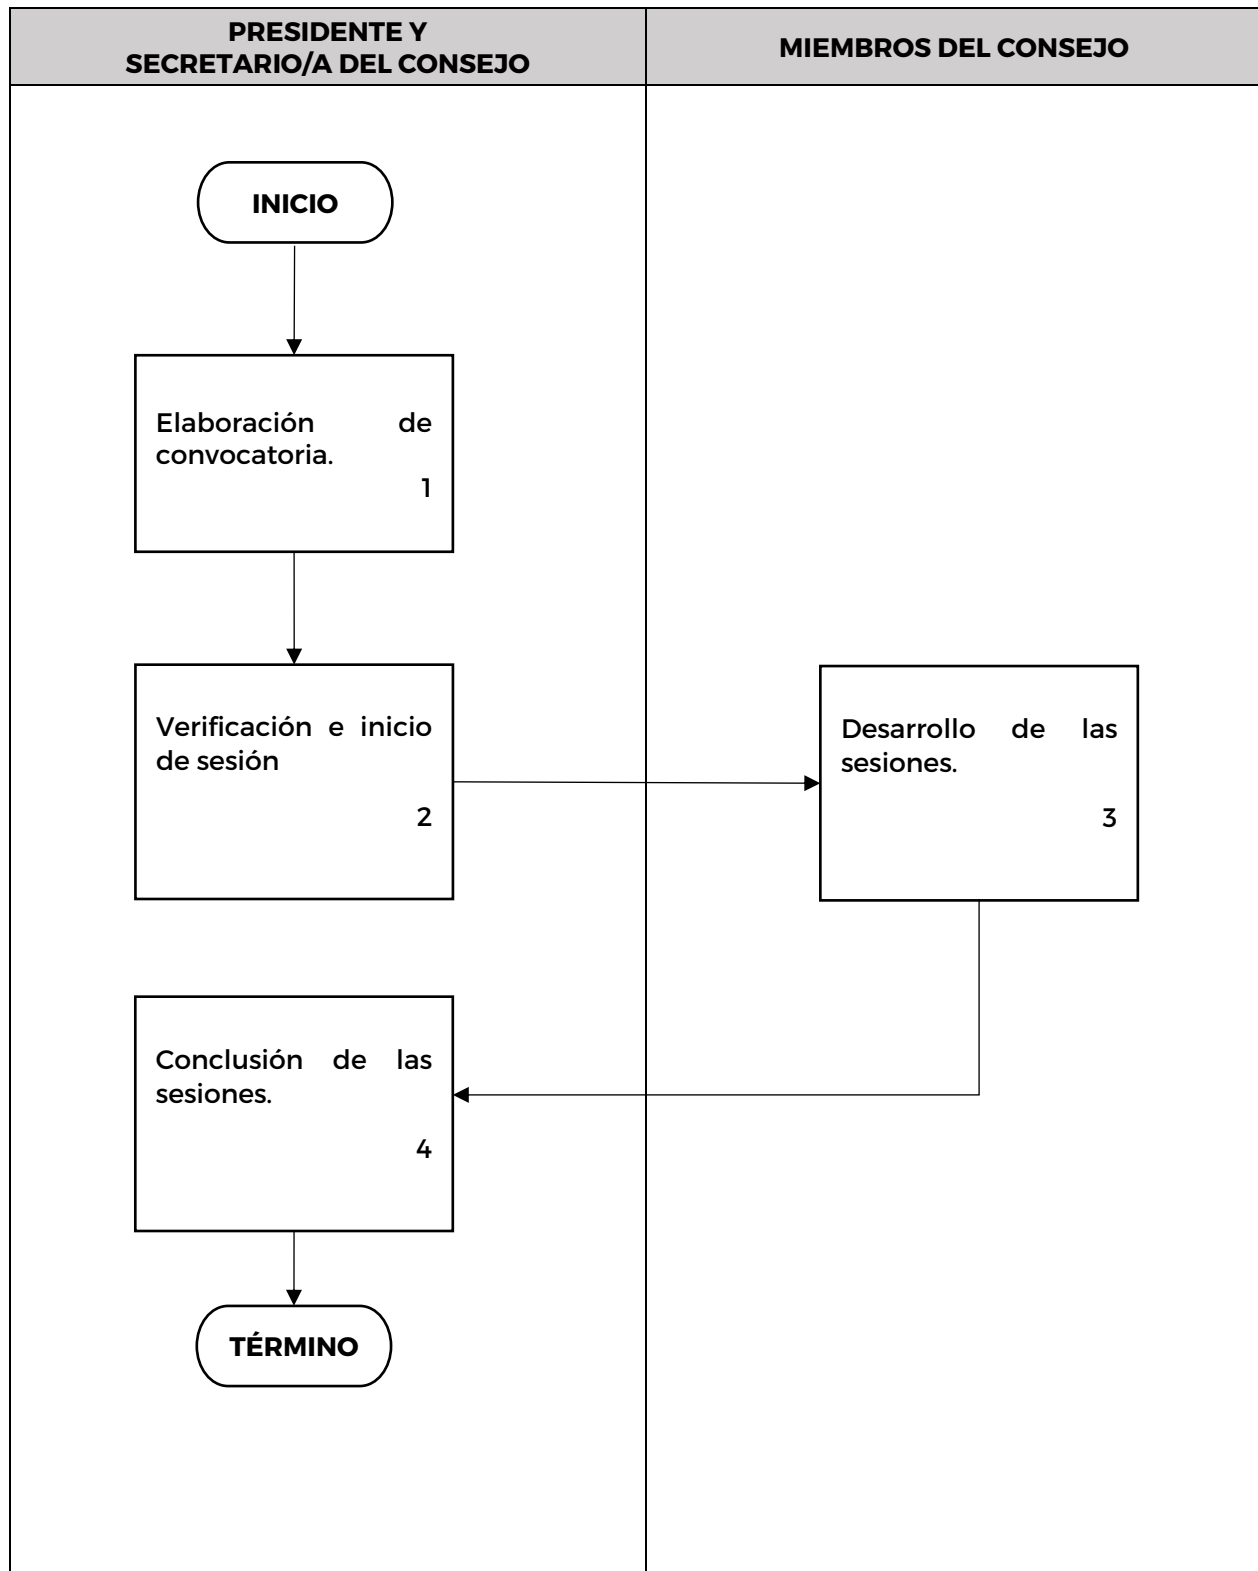 PRESIDENTE Y
SECRETARIO/A DEL CONSEJO
MIEMBROS DEL CONSEJO
INICIO
Elaboración de
convocatoria.
1
Verificación e inicio
de sesión
2
Desarrollo de las
sesiones.
3
Conclusión de las
sesiones.
4
TÉRMINO